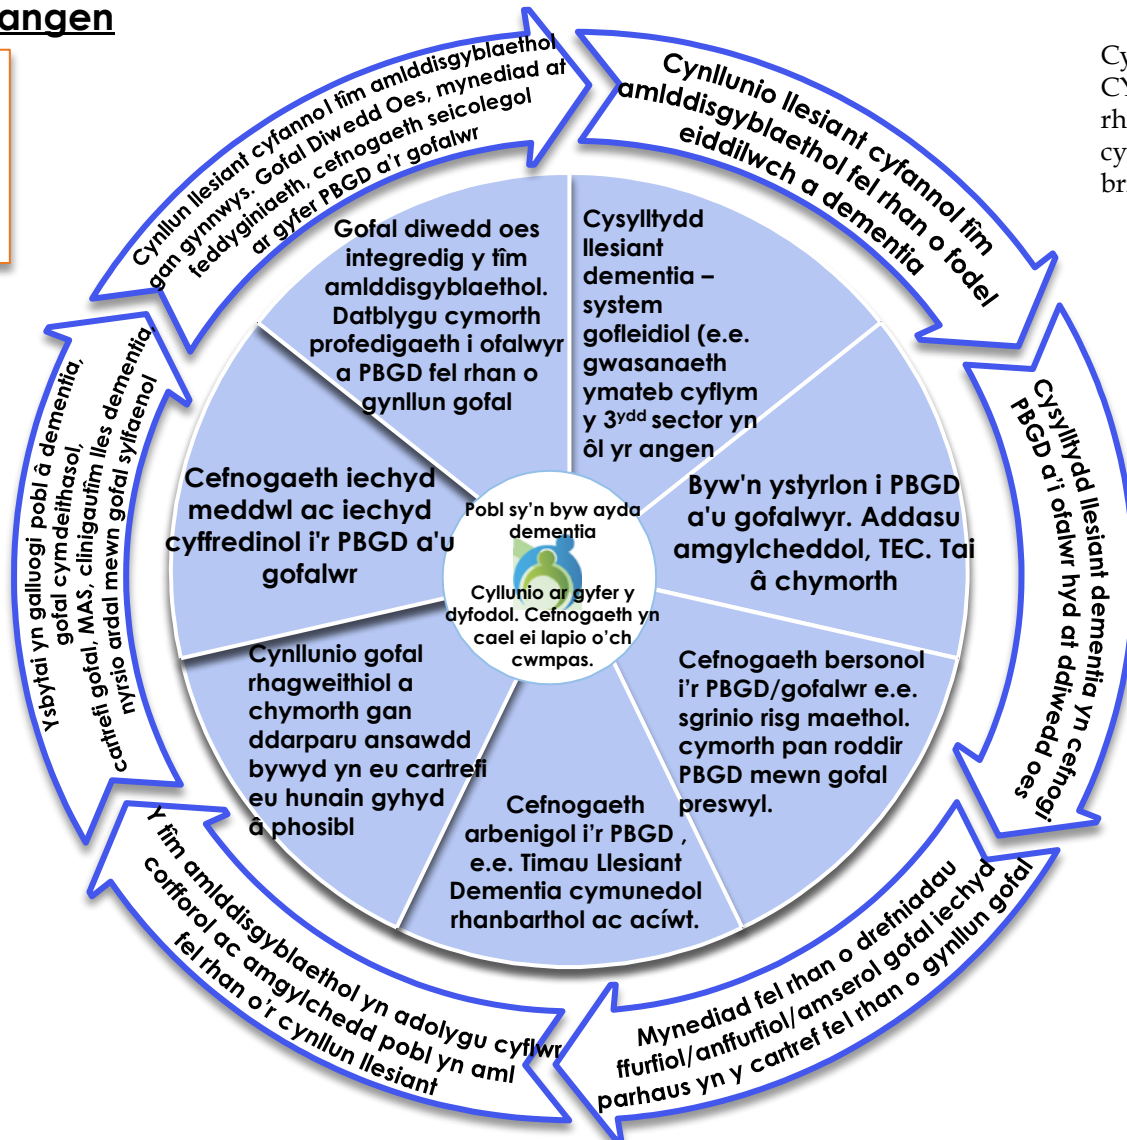 angen
Cy
CY
rh
cy
br
Cynllun llesiant cyfannol tîm amlddisgyblaethol
gan gynnwys. Gofal Diwedd Oes, mynediad at
feddyginiaeth, cefnogaeth seicolegol
ar gyfer PBGD a'r gofalwr
Cynllunio llesiant cyfannol tîm
amlddisgyblaethol fel rhan o fodel
eiddilwch a dementia
Cysylltydd llesiant dementia yn cefnogi
PBGD a'i ofalwr hyd at ddiwedd oes
Mynediad fel rhan o drefniadau
ffurfiol/anffurfiol/amserol gofal iechyd
parhaus yn y cartref fel rhan o gynllun gofal
Y tîm amlddisgyblaethol yn adolygu cyflwr
corfforol ac amgylchedd pobl yn aml
fel rhan o'r cynllun llesiant
Ysbytai yn galluogi pobl â dementia,
gofal cymdeithasol,
cartrefi gofal, MAS, clinigautîm lles dementia,
nyrsio ardal mewn gofal sylfaenol
Gofal diwedd oes
integredig y tîm
amlddisgyblaethol.
Datblygu cymorth
profedigaeth i ofalwyr
a PBGD fel rhan o
gynllun gofal
Cysylltydd
llesiant
dementia –
system
gofleidiol (e.e.
gwasanaeth
ymateb cyflym
y 3ydd sector yn
ôl yr angen
Byw'n ystyrlon i PBGD
a'u gofalwyr. Addasu
amgylcheddol, TEC. Tai
â chymorth
Cefnogaeth bersonol
i'r PBGD/gofalwr e.e.
sgrinio risg maethol.
cymorth pan roddir
PBGD mewn gofal
preswyl.
Cefnogaeth
arbenigol i'r PBGD ,
e.e. Timau Llesiant
Dementia cymunedol
rhanbarthol ac acíwt.
Cynllunio gofal
rhagweithiol a
chymorth gan
ddarparu ansawdd
bywyd yn eu cartrefi
eu hunain gyhyd
â phosibl
Cefnogaeth iechyd
meddwl ac iechyd
cyffredinol i'r PBGD a'u
gofalwr
Pobl sy'n byw ayda
dementia
Cyllunio ar gyfer y
dyfodol. Cefnogaeth yn
cael ei lapio o'ch
cwmpas.